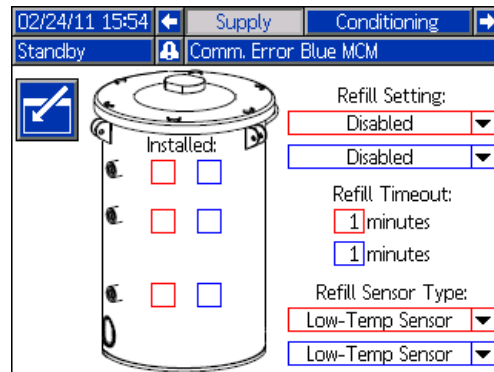 02/24/11 15:54 Supply Conditioning
Standby Comm. Error Blue MCM
Refill Setting:
Disabled
Installed:
Disabled
Refill Timeout:
1 minutes
1 minutes
Refill Sensor Type:
Low-Temp Sensor
Low-Temp Sensor